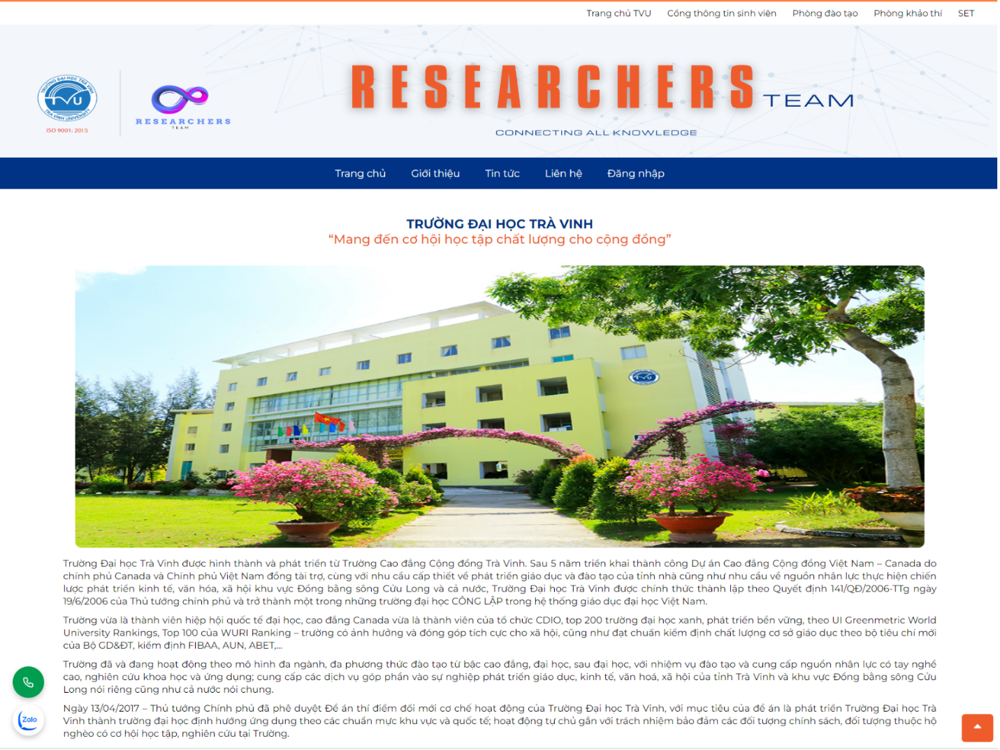 Trang chủ TVU Cổng thông tin sinh viên Phòng đào tạo Phòng khảo thí SET
TRƯỜNG ĐẠI HỌC TRÀ VINH
TVU
TRA VINH UNIVERSITY
ISO 9001: 2015
RESEARCHERS
TEAM
RESEARCHERS TEAM
CONNECTING ALL KNOWLEDGE
Trang chủ Giới thiệu Tin tức Liên hệ Đăng nhập
TRƯỜNG ĐẠI HỌC TRÀ VINH
“Mang đến cơ hội học tập chất lượng cho cộng đồng”
TVU
Trường Đại học Trà Vinh được hình thành và phát triển từ Trường Cao đẳng Cộng đồng Trà Vinh. Sau 5 năm triển khai thành công Dự án Cao đẳng Cộng đồng Việt Nam – Canada do
chính phủ Canada và Chính phủ Việt Nam đồng tài trợ, cùng với nhu cầu cấp thiết về phát triển giáo dục và đào tạo của tỉnh nhà cũng như nhu cầu về nguồn nhân lực thực hiện chiến
lược phát triển kinh tế, văn hóa, xã hội khu vực Đồng bằng sông Cửu Long và cả nước, Trường Đại học Trà Vinh được chính thức thành lập theo Quyết định 141/QĐ/2006-TTg ngày
19/6/2006 của Thủ tướng chính phủ và trở thành một trong những trường đại học CÔNG LẬP trong hệ thống giáo dục đại học Việt Nam.
Trường vừa là thành viên hiệp hội quốc tế đại học, cao đẳng Canada vừa là thành viên của tổ chức CDIO, top 200 trường đại học xanh, phát triển bền vững, theo UI Greenmetric World
University Rankings, Top 100 của WURI Ranking – trường có ảnh hưởng và đóng góp tích cực cho xã hội, cũng như đạt chuẩn kiểm định chất lượng cơ sở giáo dục theo bộ tiêu chí mới
của Bộ GD&ĐT, kiểm định FIBAA, AUN, ABET,...
Trường đã và đang hoạt động theo mô hình đa ngành, đa phương thức đào tạo từ bậc cao đẳng, đại học, sau đại học, với nhiệm vụ đào tạo và cung cấp nguồn nhân lực có tay nghề
cao, nghiên cứu khoa học và ứng dụng; cung cấp các dịch vụ góp phần vào sự nghiệp phát triển giáo dục, kinh tế, văn hoá, xã hội của tỉnh Trà Vinh và khu vực Đồng bằng sông Cửu
Long nói riêng cũng như cả nước nói chung.
Ngày 13/04/2017 – Thủ tướng Chính phủ đã phê duyệt Đề án thí điểm đổi mới cơ chế hoạt động của Trường Đại học Trà Vinh, với mục tiêu của đề án là phát triển Trường Đại học Trà
Vinh thành trường đại học định hướng ứng dụng theo các chuẩn mực khu vực và quốc tế; hoạt động tự chủ gắn với trách nhiệm bảo đảm các đối tượng chính sách, đối tượng thuộc hộ
nghèo có cơ hội học tập, nghiên cứu tại Trường.
Zalo